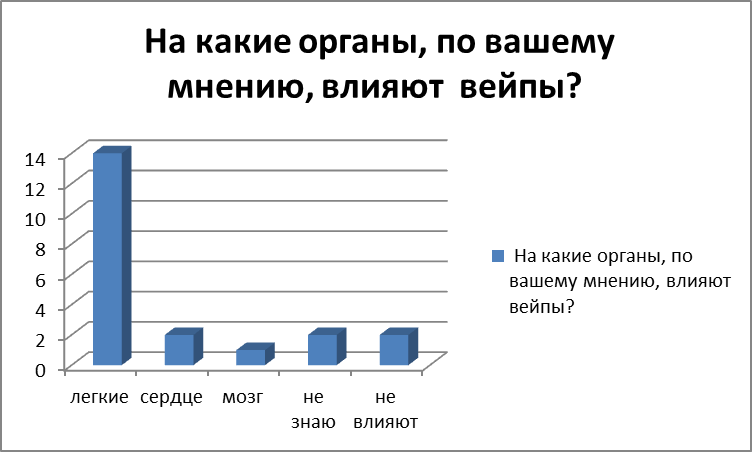 На какие органы, по вашему
мнению, влияют вейпы?
14
12
10
8
6
4
2
0
легкие сердце мозг не знаю не влияют
На какие органы, по
вашему мнению, влияют
вейпы?